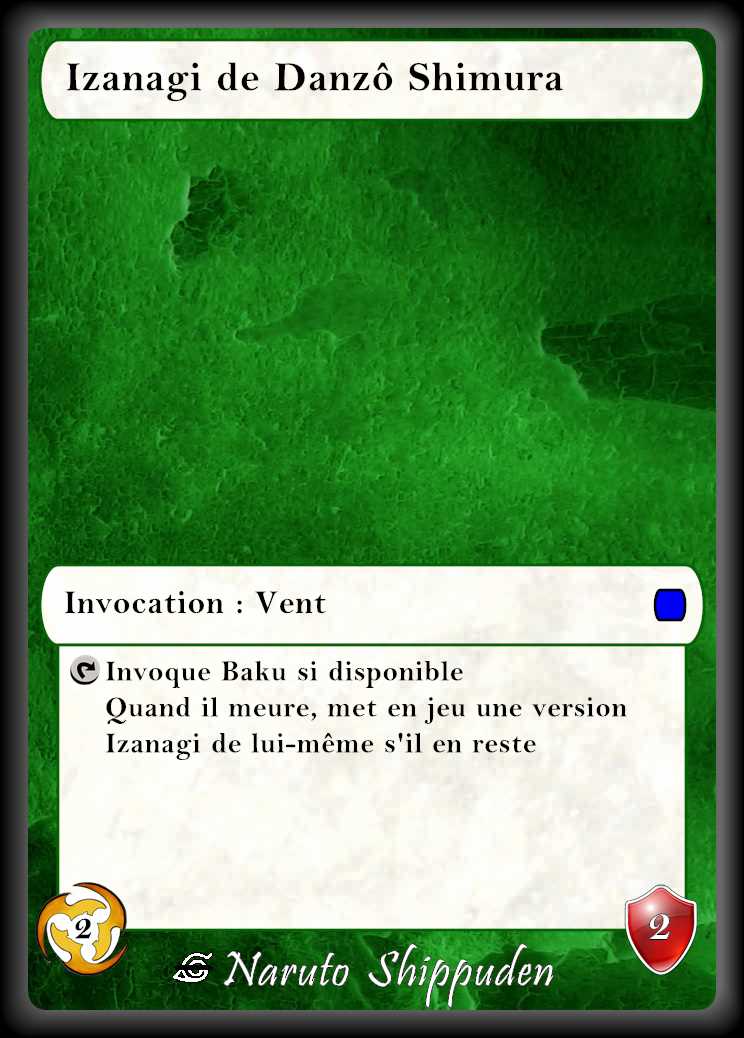 Izanagi de Danzô Shimura
Invocation : Vent
Invoque Baku si disponible
Quand il meure, met en jeu une version
Izanagi de lui-même s'il en reste
2
2
Naruto Shippuden